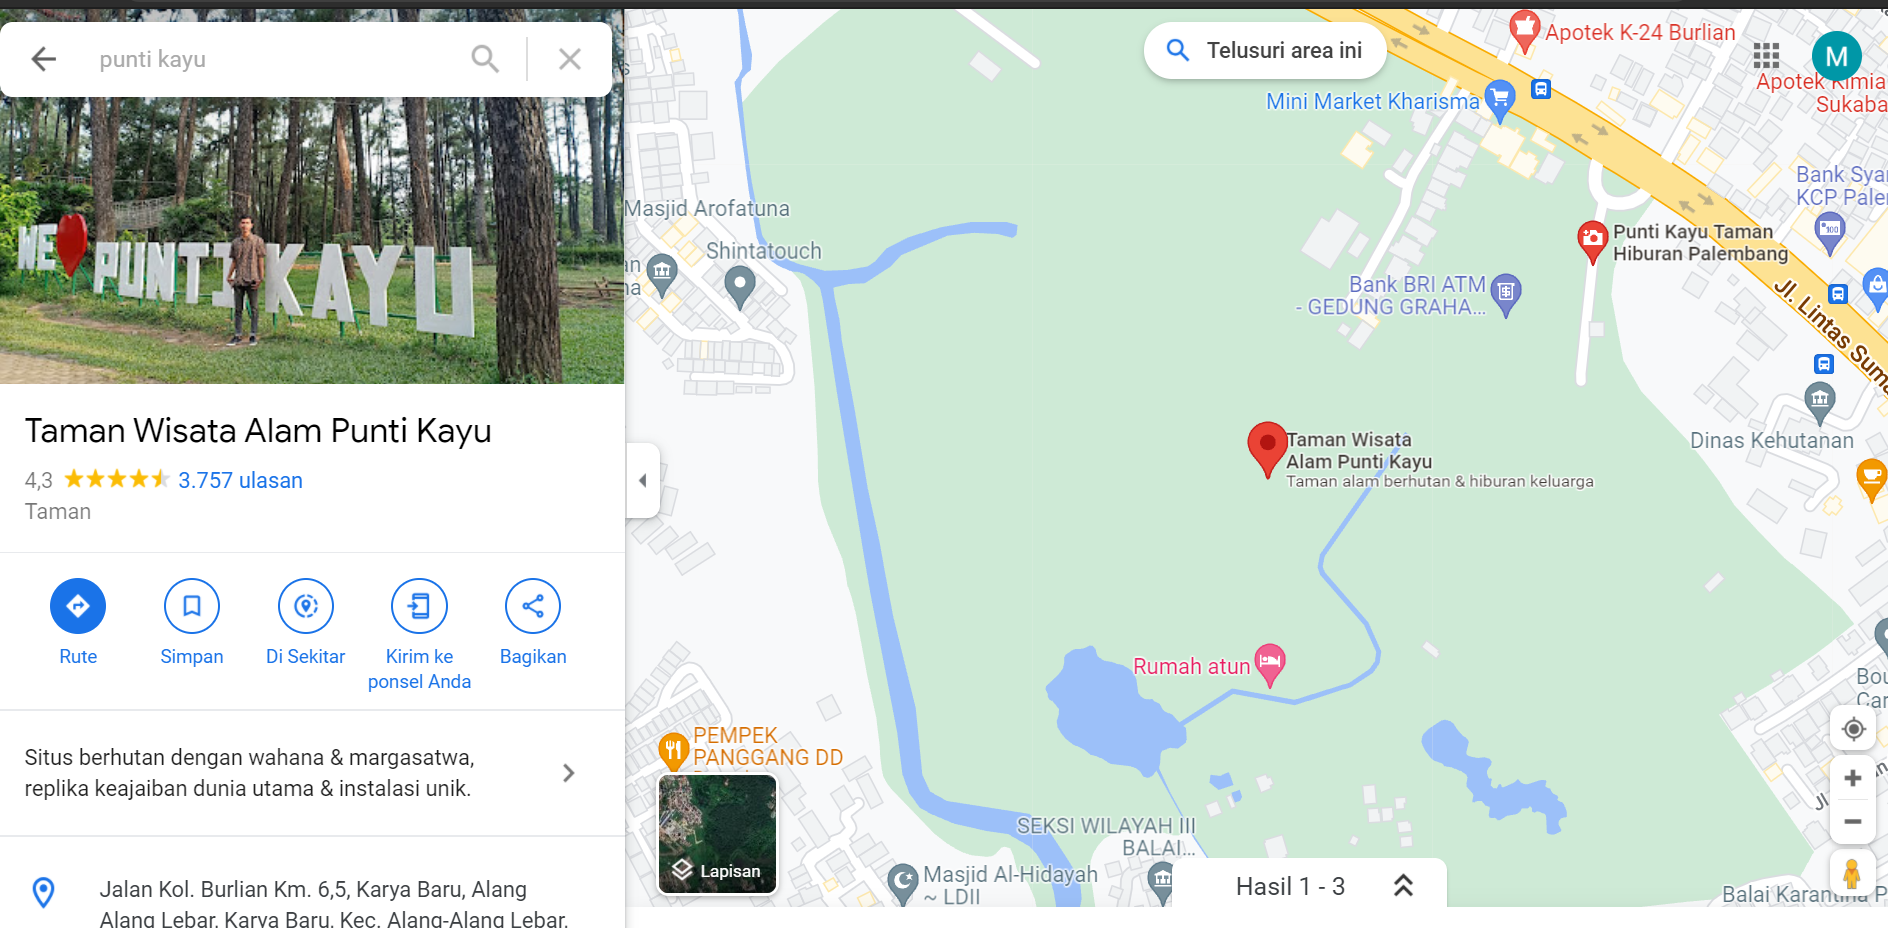 punti kayu
ME
PUNTI KAYU
Taman Wisata Alam Punti Kayu
4,3
3.757 ulasan
Taman
Rute
Simpan
Di Sekitar
Kirim ke
ponsel Anda
Bagikan
Situs berhutan dengan wahana & margasatwa,
replika keajaiban dunia utama & instalasi unik.
Jalan Kol. Burlian Km. 6,5, Karya Baru, Alang
Alang Lebar, Karya Baru, Kec. Alang-Alang Lebar,
Telusuri area ini
M
Apotek K-24 Burlian
Apotek Kimia
Sukaba
Mini Market Kharisma
Bank Sya
KCP Pale
Masjid Arofatuna
Shintatouch
Punti Kayu Taman
Hiburan Palembang
Bank BRI ATM
- GEDUNG GRAHA...
Jl. Lintas Suma
Dinas Kehutanan
Taman Wisata
Alam Punti Kayu
Taman alam berhutan & hiburan keluarga
Rumah atun
Bou
Car
PEMPEK
PANGGANG DD
Lapisan
SEKSI WILAYAH III
BALAI...
Masjid Al-Hidayah
~ LDII
Hasil 1 - 3
Balai Karantina P